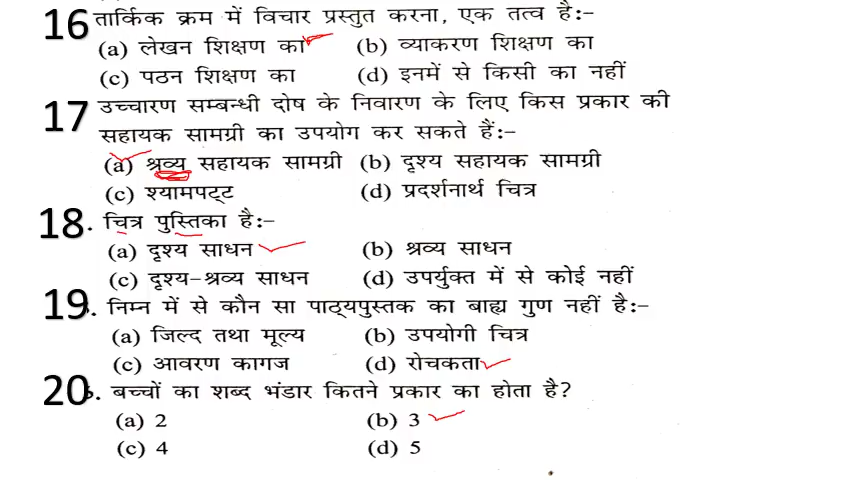 16 तार्किक क्रम में विचार प्रस्तुत करना, एक तत्व है:-
(a) लेखन शिक्षण का (b) व्याकरण शिक्षण का
(c) पठन शिक्षण का (d) इनमें से किसी का नहीं
17 उच्चारण सम्बन्धी दोष के निवारण के लिए किस प्रकार की
सहायक सामग्री का उपयोग कर सकते हैं:-
(a) श्रव्य सहायक सामग्री (b) दृश्य सहायक सामग्री
(c) श्यामपट्ट (d) प्रदर्शनार्थ चित्र
18. चित्र पुस्तिका है:-
(a) दृश्य साधन (b) श्रव्य साधन
(c) दृश्य-श्रव्य साधन (d) उपर्युक्त में से कोई नहीं
19. निम्न में से कौन सा पाठ्यपुस्तक का बाह्य गुण नहीं है:-
(a) जिल्द तथा मूल्य (b) उपयोगी चित्र
(c) आवरण कागज (d) रोचकता
20. बच्चों का शब्द भंडार कितने प्रकार का होता है?
(a) 2 (b) 3
(c) 4 (d) 5